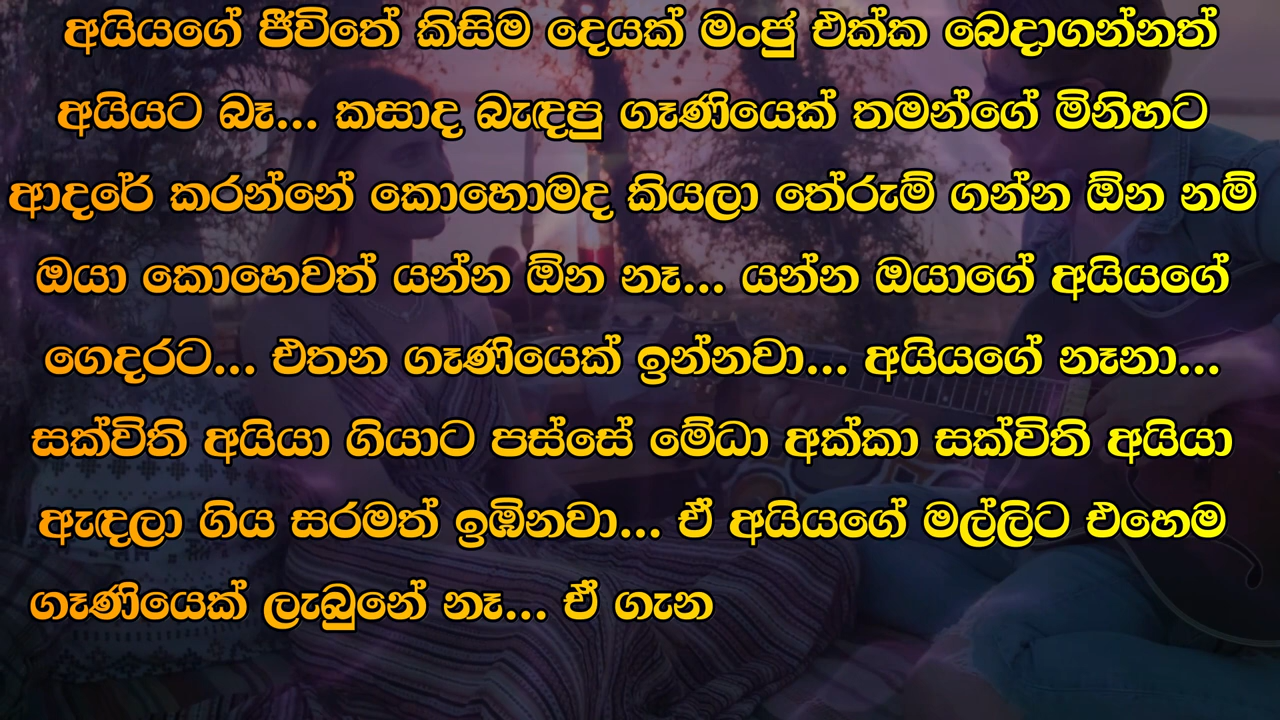 අයියගේ ජීවිතේ කිසිම දෙයක් මංජු එක්ක බෙදාගන්නත්
අයියට බෑ... කසාද බැඳපු ගෑණියෙක් තමන්ගේ මිනිහට
ආදරේ කරන්නේ කොහොමද කියලා තේරුම් ගන්න ඕන නම්
ඔයා කොහෙවත් යන්න ඕන නෑ... යන්න ඔයාගේ අයියගේ
ගෙදරට... එතන ගෑණියෙක් ඉන්නවා... අයියගේ නෑනා...
සක්විති අයියා ගියාට පස්සේ මේධා අක්කා සක්විති අයියා
ඇඳලා ගිය සරමත් ඉඹිනවා... ඒ අයියගේ මල්ලිට එහෙම
ගෑණියෙක් ලැබුනේ නෑ... ඒ ගැන